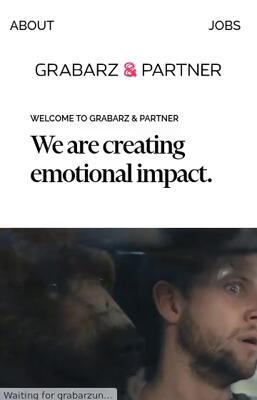 ABOUT JOBS
GRABARZ & PARTNER
WELCOME TO GRABARZ & PARTNER
We are creating
emotional impact.
Waiting for grabarzun...